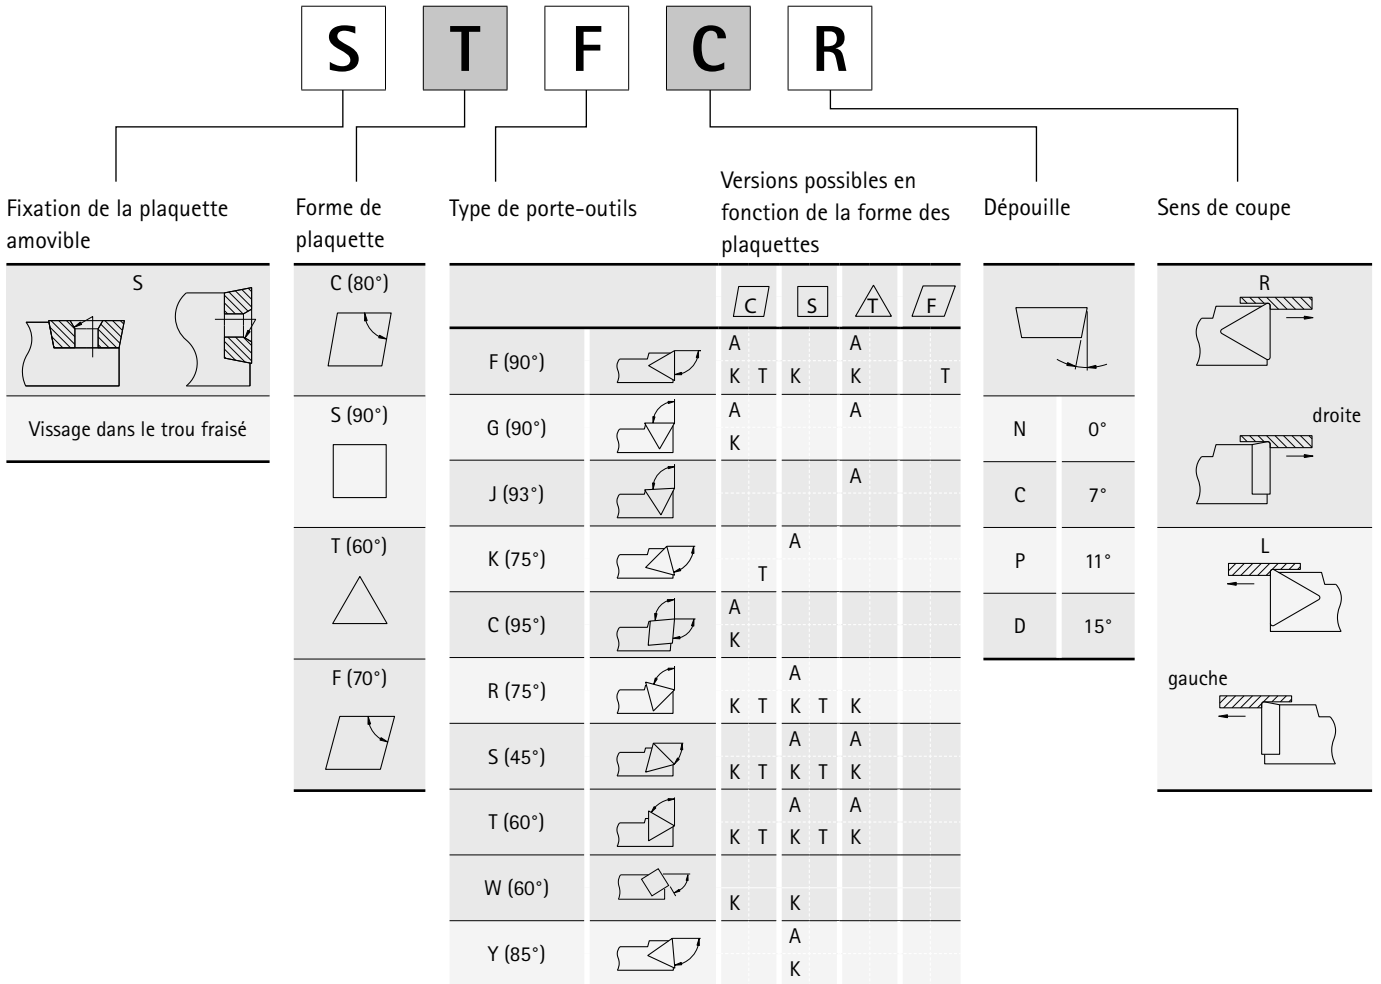 S T F C R
Fixation de la plaquette
amovible
S
Vissage dans le trou fraisé
Forme de
plaquette
C (80°)
S (90°)
T (60°)
F (70°)
Type de porte-outils
Versions possibles en
fonction de la forme des
plaquettes
C S T F
F (90°)
A A
K T K K T
G (90°)
A A
K
J (93°)
A
K (75°)
A
T
C (95°)
A
K
R (75°)
A
K T K T K
S (45°)
A A
K T K T K
T (60°)
A A
K T K T K
W (60°)
K K
Y (85°)
A
K
Dépouille
N 0°
C 7°
P 11°
D 15°
Sens de coupe
R
droite
L
gauche